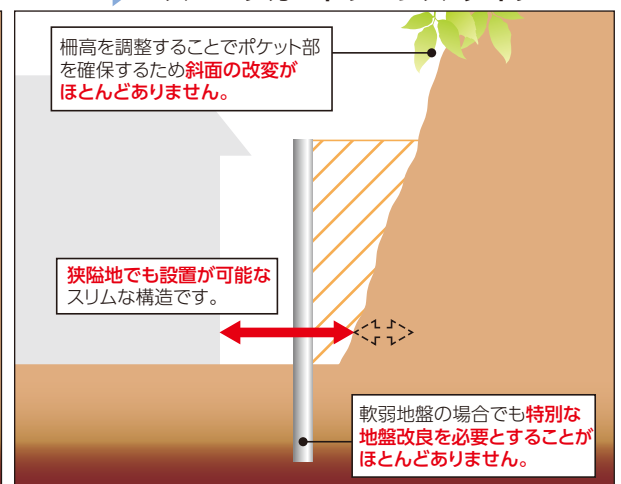 柵高を調整することでポケット部
を確保するため斜面の改変が
ほとんどありません。
狭隘地でも設置が可能な
スリムな構造です。
軟弱地盤の場合でも特別な
地盤改良を必要とすることが
ほとんどありません。